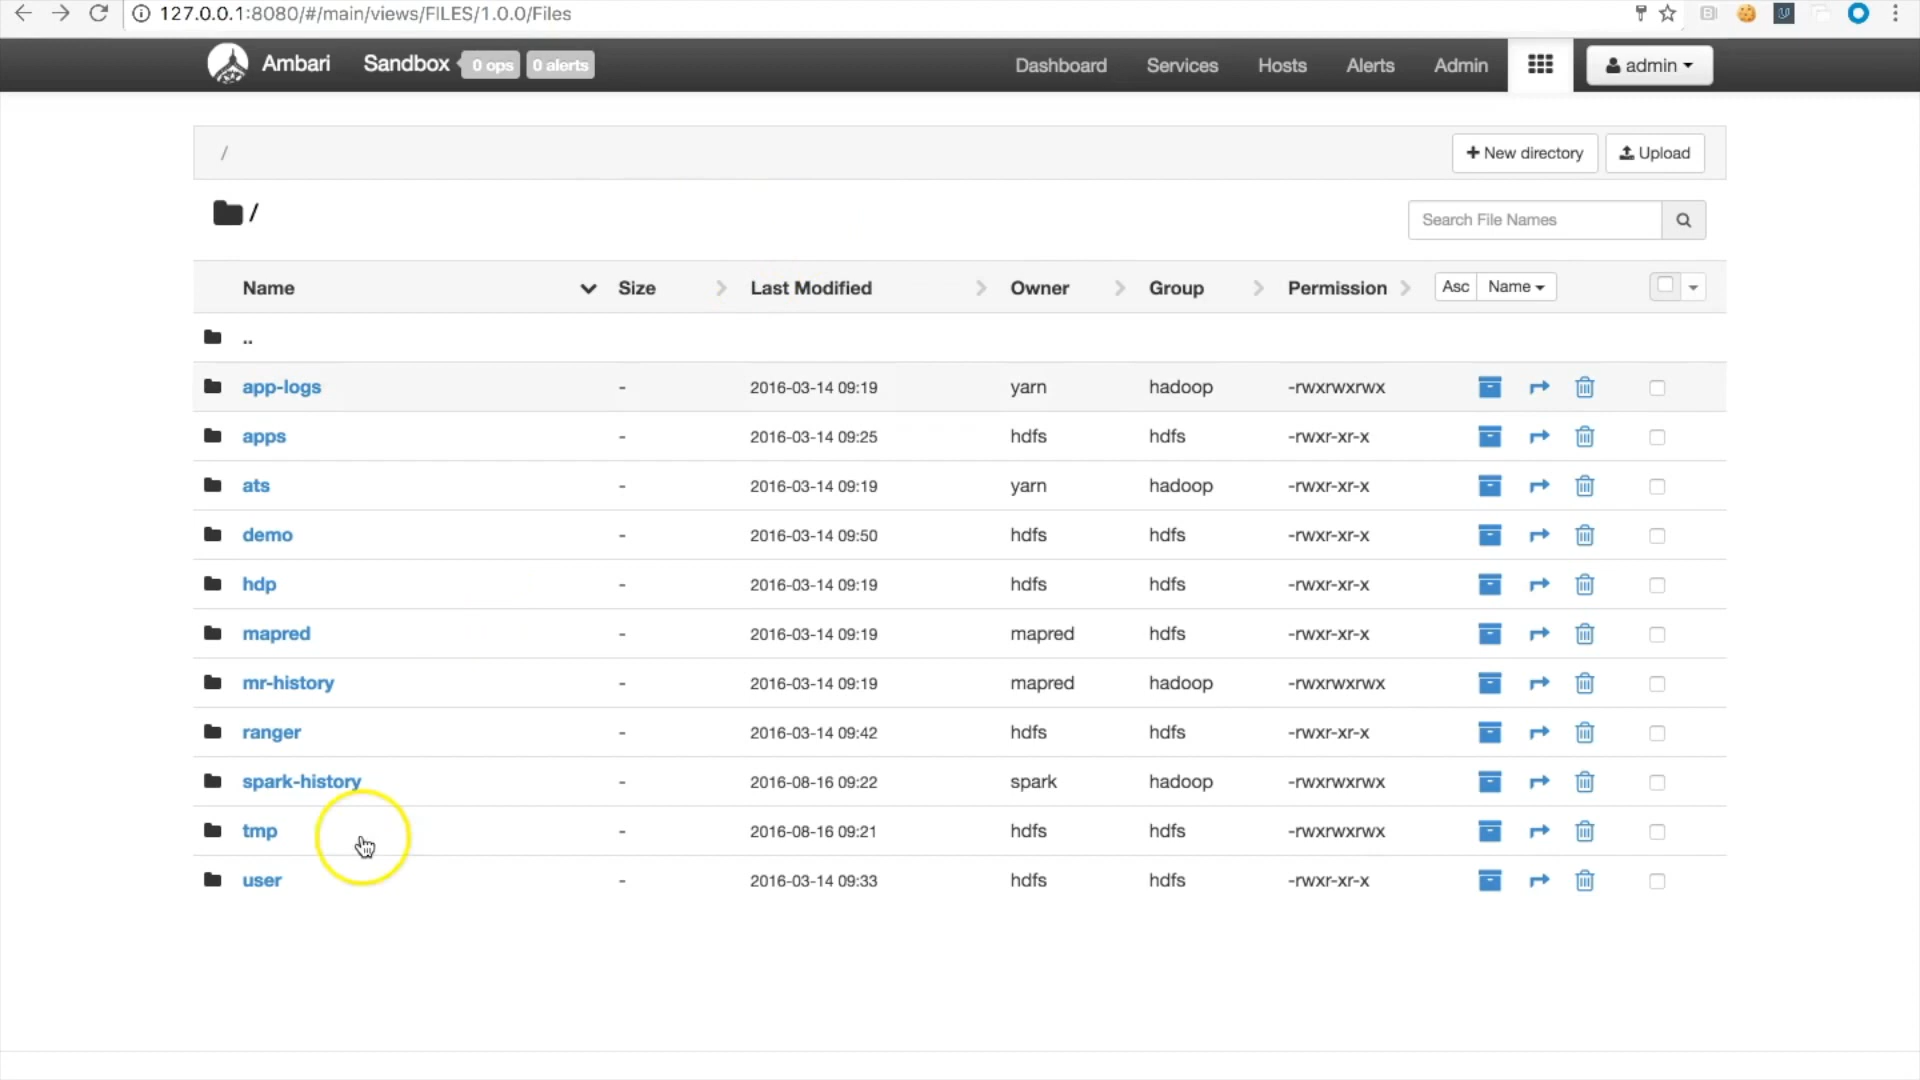 127.0.0.1:8080/#/main/views/FILES/1.0.0/Files
Ambari Sandbox 0 ops 0 alerts Dashboard Services Hosts Alerts Admin admin
/ + New directory Upload
/ Search File Names
Name Size Last Modified Owner Group Permission Asc Name
..
app-logs - 2016-03-14 09:19 yarn hadoop -rwxrwxrwx
apps - 2016-03-14 09:25 hdfs hdfs -rwxr-xr-x
ats - 2016-03-14 09:19 yarn hadoop -rwxr-xr-x
demo - 2016-03-14 09:50 hdfs hdfs -rwxr-xr-x
hdp - 2016-03-14 09:19 hdfs hdfs -rwxr-xr-x
mapred - 2016-03-14 09:19 mapred hdfs -rwxr-xr-x
mr-history - 2016-03-14 09:19 mapred hadoop -rwxrwxrwx
ranger - 2016-03-14 09:42 hdfs hdfs -rwxr-xr-x
spark-history - 2016-08-16 09:22 spark hadoop -rwxrwxrwx
tmp - 2016-08-16 09:21 hdfs hdfs -rwxrwxrwx
user - 2016-03-14 09:33 hdfs hdfs -rwxr-xr-x